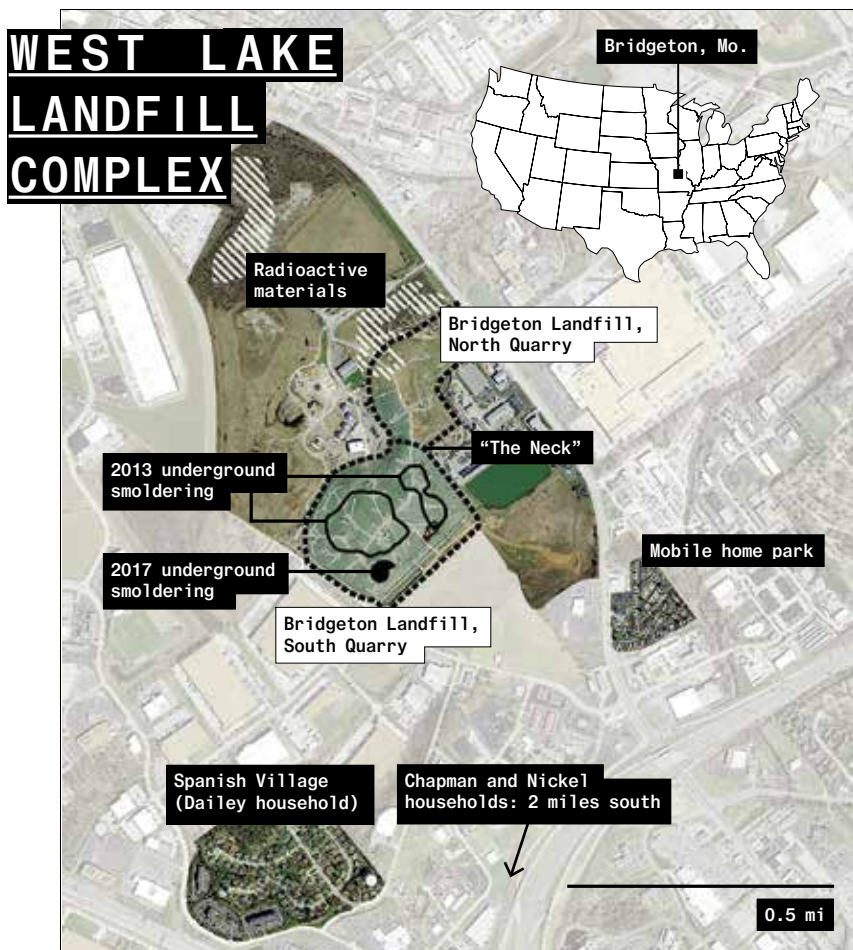 WEST LAKE
LANDFILL
COMPLEX
Bridgeton, Mo.
Radioactive
materials
Bridgeton Landfill,
North Quarry
“The Neck”
2013 underground
smoldering
Mobile home park
2017 underground
smoldering
Bridgeton Landfill,
South Quarry
Spanish Village
(Dailey household)
Chapman and Nickel
households: 2 miles south
0.5 mi